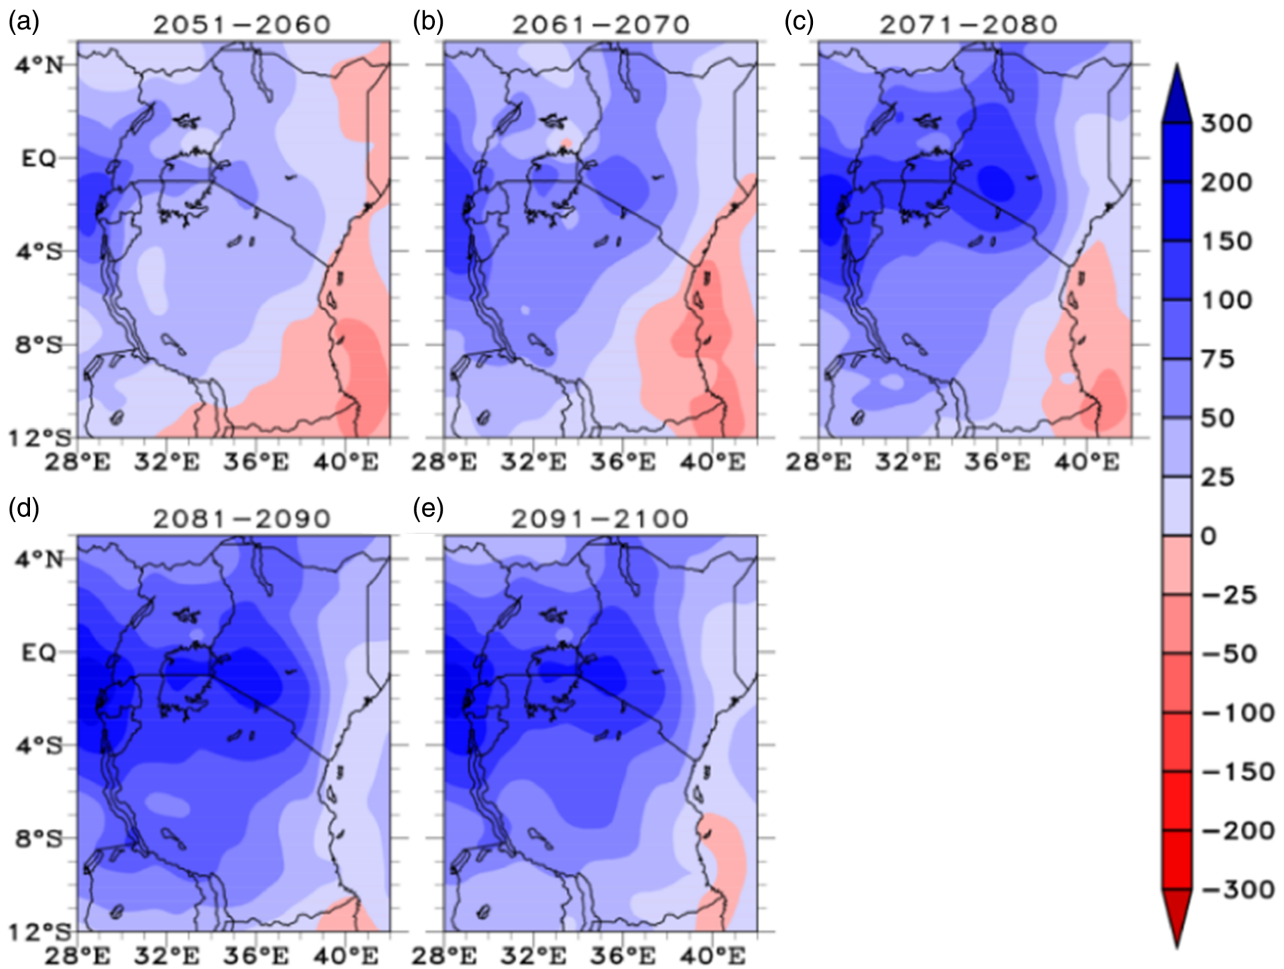 (a) 2051−2060 (b) 2061−2070 (c) 2071−2080
4°N
EQ
4°S
8°S
12°S
28°E 32°E 36°E 40°E 28°E 32°E 36°E 40°E 28°E 32°E 36°E 40°E
(d) 2081−2090 (e) 2091−2100
4°N
EQ
4°S
8°S
12°S
28°E 32°E 36°E 40°E 28°E 32°E 36°E 40°E
300
200
150
100
75
50
25
0
−25
−50
−100
−150
−200
−300